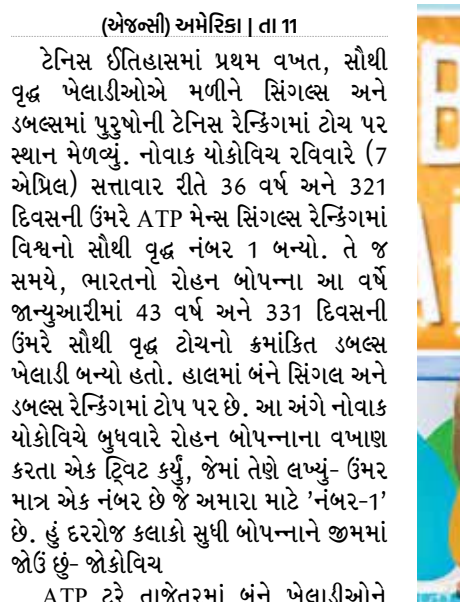 (એજન્સી) અમેરિકા | તા 11
ટેનિસ ઈતિહાસમાં પ્રથમ વખત, સૌથી
વૃદ્ધ ખેલાડીઓએ મળીને સિંગલ્સ અને
ડબલ્સમાં પુરુષોની ટેનિસ રેન્કિંગમાં ટોચ પર
સ્થાન મેળવ્યું. નોવાક યોકોવિચ રવિવારે (7
એપ્રિલ) સત્તાવાર રીતે 36 વર્ષ અને 321
દિવસની ઉંમરે ATP મેન્સ સિંગલ્સ રેન્કિંગમાં
વિશ્વનો સૌથી વૃદ્ધ નંબર 1 બન્યો. તે જ
સમયે, ભારતનો રોહન બોપન્ના આ વર્ષે
જાન્યુઆરીમાં 43 વર્ષ અને 331 દિવસની
ઉંમરે સૌથી વૃદ્ધ ટોચનો ક્રમાંકિત ડબલ્સ
ખેલાડી બન્યો હતો. હાલમાં બંને સિંગલ અને
ડબલ્સ રેન્કિંગમાં ટોપ પર છે. આ અંગે નોવાક
યોકોવિચે બુધવારે રોહન બોપન્નાના વખાણ
કરતા એક ટ્વિટ કર્યું, જેમાં તેણે લખ્યું- ઉંમર
માત્ર એક નંબર છે જે અમારા માટે 'નંબર-1'
છે. હું દરરોજ કલાકો સુધી બોપન્નાને જીમમાં
જોઉં છું- જોકોવિચ
ATP ટૂરે તાજેતરમાં બંને ખેલાડીઓને